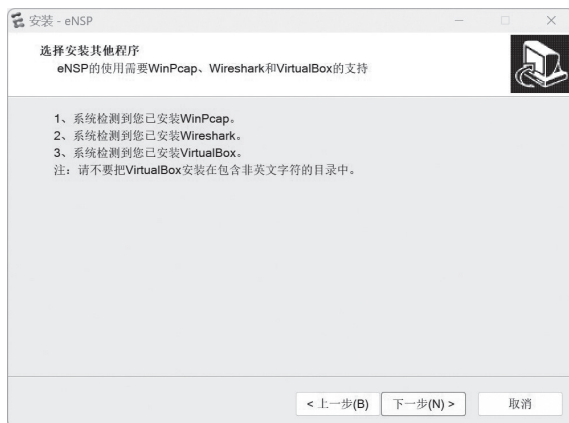 安装 - eNSP
选择安装其他程序
eNSP的使用需要WinPcap、Wireshark和VirtualBox的支持
1、系统检测到您已安装WinPcap。
2、系统检测到您已安装Wireshark。
3、系统检测到您已安装VirtualBox。
注：请不要把VirtualBox安装在包含非英文字符的目录中。
< 上一步(B)
下一步(N) >
取消